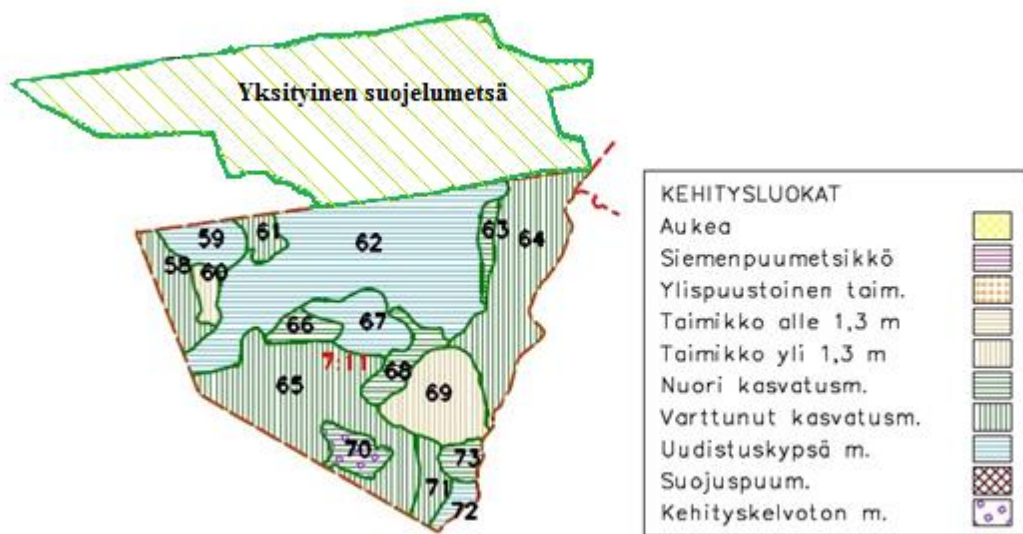 Yksityinen suojelumetsä
59
61
62
63
64
58
60
66
67
7:11
65
68
69
70
71
73
72
KEHITYSLUOKAT
Aukea
Siemenpuumetsikkö
Ylispuustoinen taim.
Taimikko alle 1,3 m
Taimikko yli 1,3 m
Nuori kasvatusm.
Varttunut kasvatusm.
Uudistuskypsä m.
Suojuspuum.
Kehityskelvoton m.